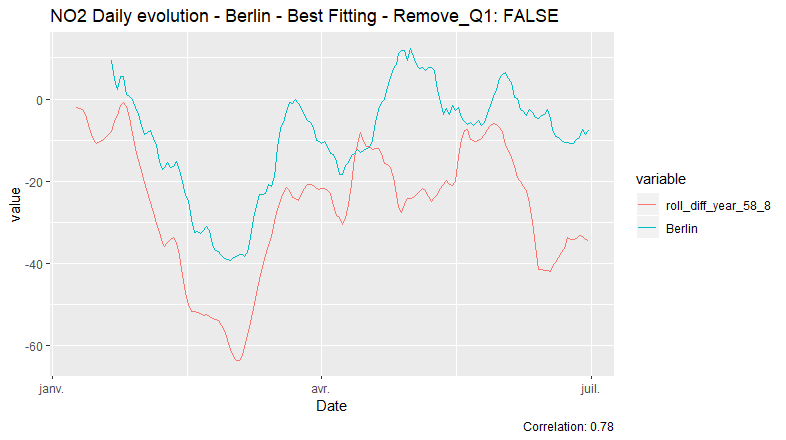 NO2 Daily evolution - Berlin - Best Fitting - Remove_Q1: FALSE
value
0
-20
-40
-60
janv.
avr.
juil.
Date
variable
roll_diff_year_58_8
Berlin
Correlation: 0.78